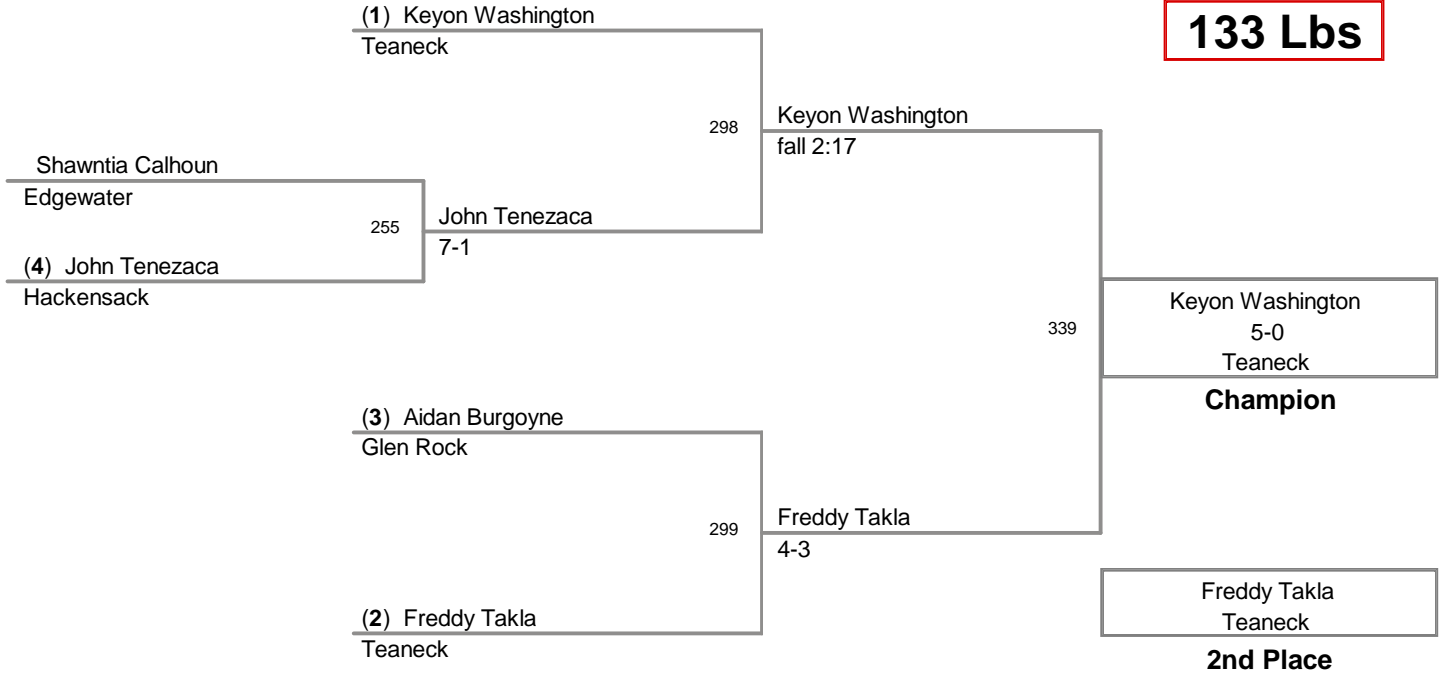 (1) Keyon Washington
Teaneck
133 Lbs
298
Keyon Washington
fall 2:17
Shawntia Calhoun
Edgewater
255
John Tenezaca
7-1
(4) John Tenezaca
Hackensack
339
Keyon Washington
5-0
Teaneck
Champion
(3) Aidan Burgoyne
Glen Rock
299
Freddy Takla
4-3
(2) Freddy Takla
Teaneck
Freddy Takla
Teaneck
2nd Place